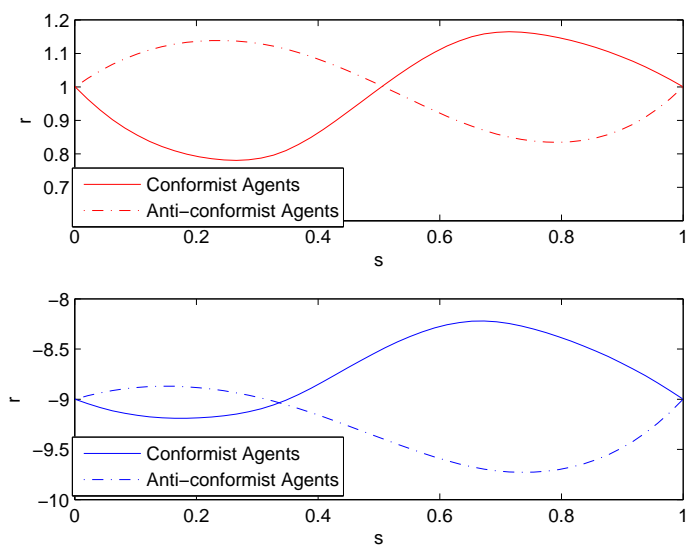 1.2
1.1
1
0.9
0.8
0.7
r
Conformist Agents
Anti−conformist Agents
0
0.2
0.4
0.6
0.8
1
s
−8
−8.5
−9
−9.5
−10
r
Conformist Agents
Anti−conformist Agents
0
0.2
0.4
0.6
0.8
1
s